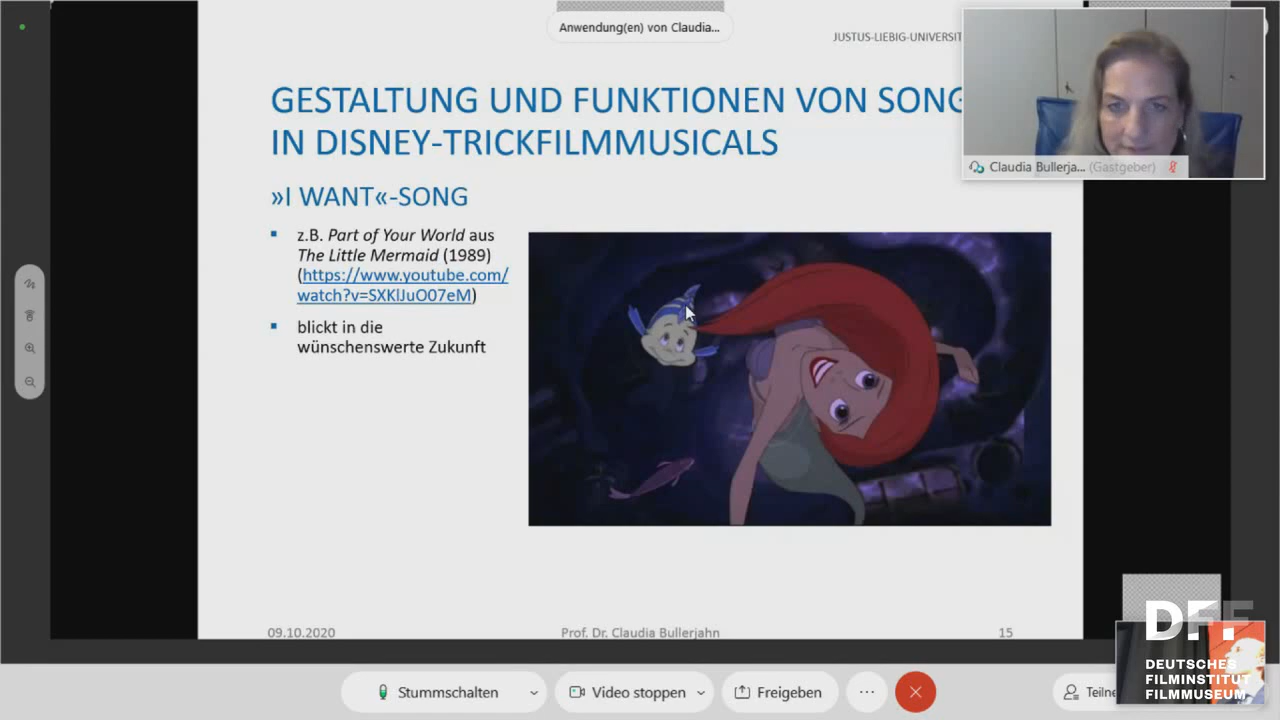 Anwendung(en) von Claudia...
JUSTUS-LIEBIG-UNIVERSIT
GESTALTUNG UND FUNKTIONEN VON SONG
IN DISNEY-TRICKFILMMUSICALS
Claudia Bullerja... (Gastgeber)
»I WANT«-SONG
z.B. Part of Your World aus
The Little Mermaid (1989)
(https://www.youtube.com/
watch?v=SXKlJuO07eM)
blickt in die
wünschenswerte Zukunft
09.10.2020
Prof. Dr. Claudia Bullerjahn
15
DFF
DEUTSCHES
FILMINSTITUT
FILMMUSEUM
Stummschalten
Video stoppen
Freigeben
Teilne